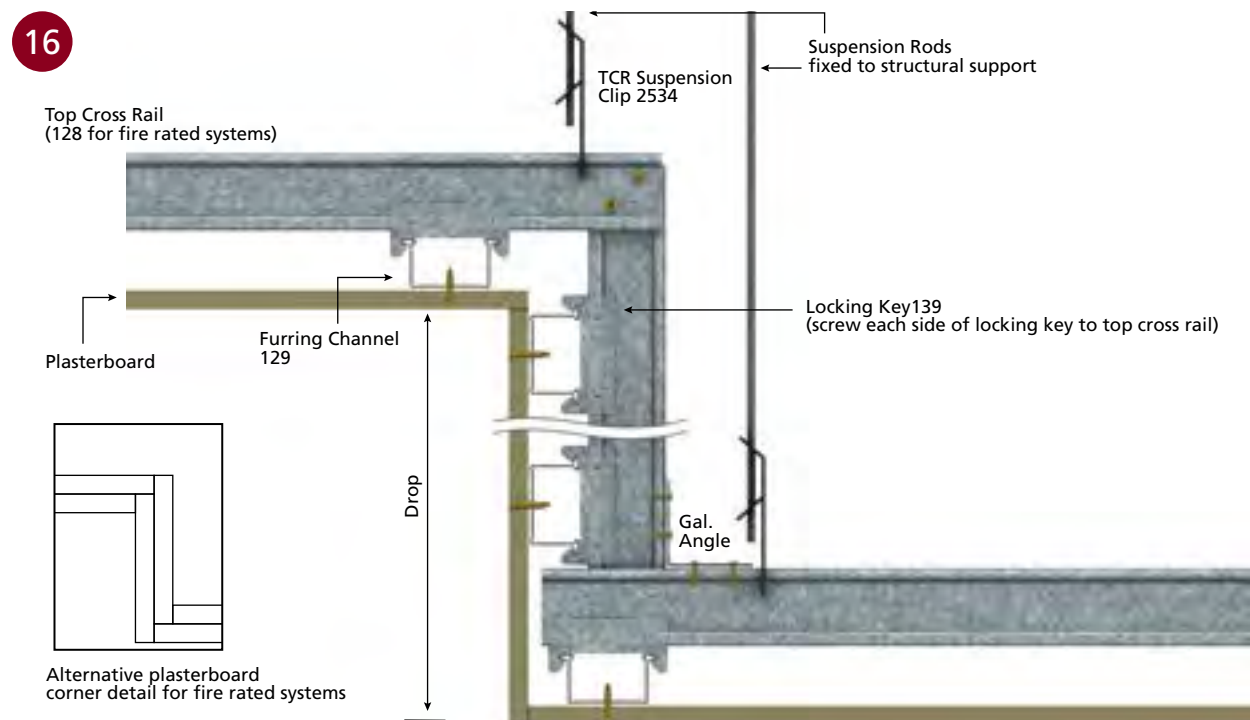 16
Suspension Rods
fixed to structural support
TCR Suspension
Clip 2534
Top Cross Rail
(128 for fire rated systems)
Locking Key139
(screw each side of locking key to top cross rail)
Furring Channel
129
Plasterboard
Drop
Gal.
Angle
Alternative plasterboard
corner detail for fire rated systems